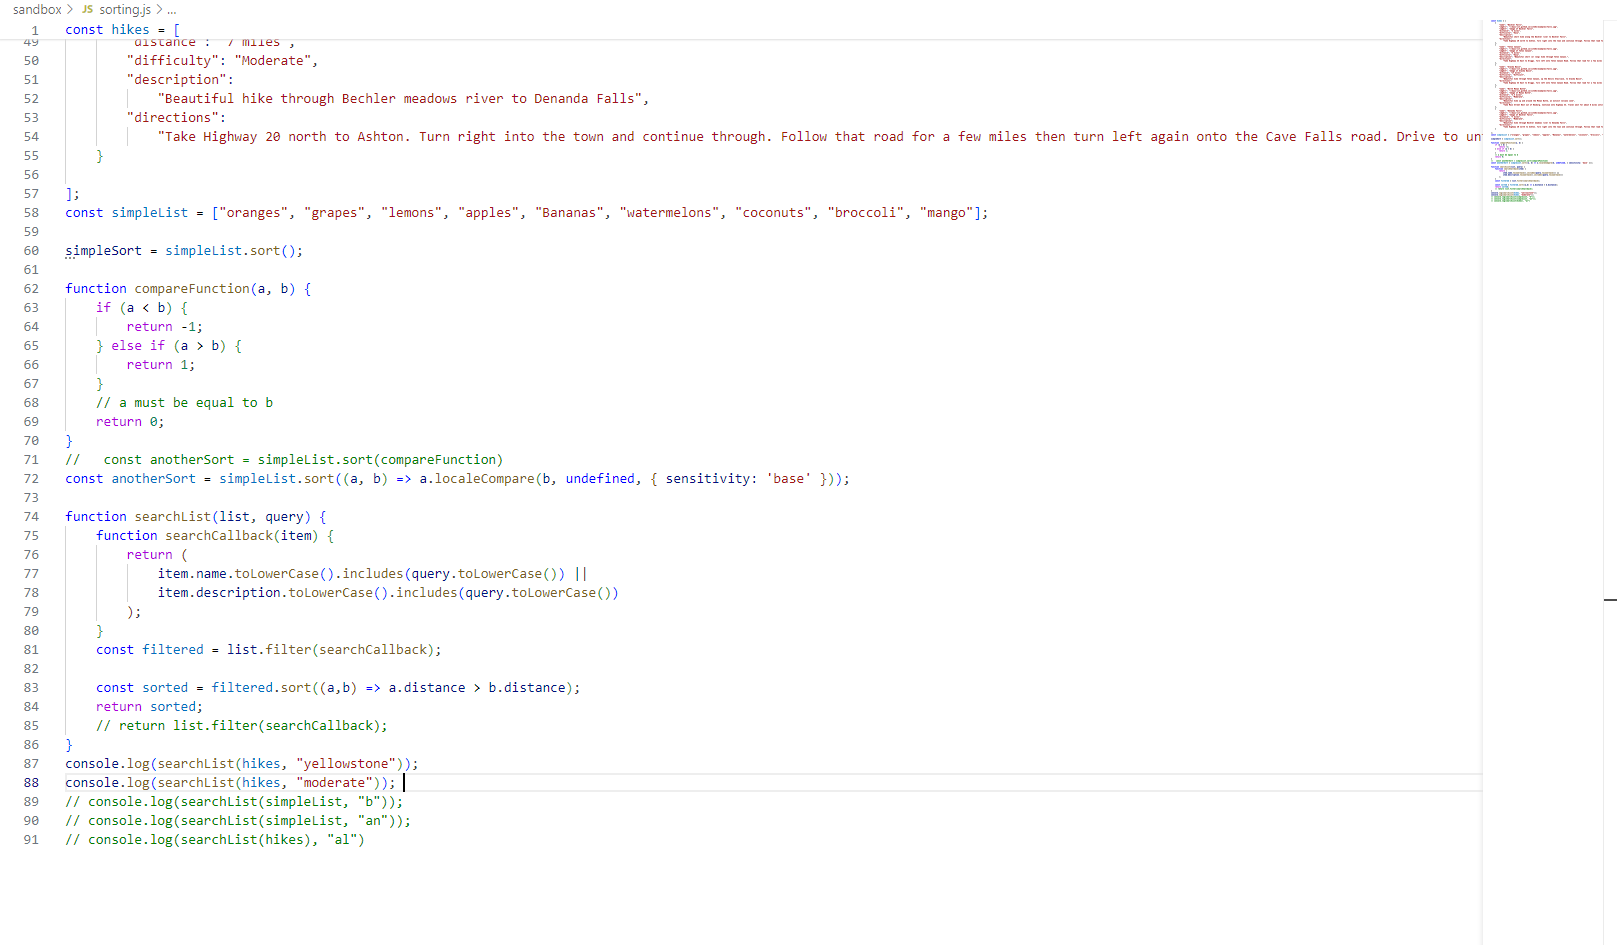 sandbox > JS sorting.js > ...
1 const hikes = [
49 "distance": "7 miles",
50 "difficulty": "Moderate",
51 "description":
52 "Beautiful hike through Bechler meadows river to Denanda Falls",
53 "directions":
54 "Take Highway 20 north to Ashton. Turn right into the town and continue through. Follow that road for a few miles then turn left again onto the Cave Falls road. Drive to un
55 }
56
57 ];
58 const simpleList = ["oranges", "grapes", "lemons", "apples", "Bananas", "watermelons", "coconuts", "broccoli", "mango"];
59
60 simpleSort = simpleList.sort();
61
62 function compareFunction(a, b) {
63 if (a < b) {
64 return -1;
65 } else if (a > b) {
66 return 1;
67 }
68 // a must be equal to b
69 return 0;
70 }
71 //   const anotherSort = simpleList.sort(compareFunction)
72 const anotherSort = simpleList.sort((a, b) => a.localeCompare(b, undefined, { sensitivity: 'base' }));
73
74 function searchList(list, query) {
75 function searchCallback(item) {
76 return (
77 item.name.toLowerCase().includes(query.toLowerCase()) ||
78 item.description.toLowerCase().includes(query.toLowerCase())
79 );
80 }
81 const filtered = list.filter(searchCallback);
82
83 const sorted = filtered.sort((a,b) => a.distance > b.distance);
84 return sorted;
85 // return list.filter(searchCallback);
86 }
87 console.log(searchList(hikes, "yellowstone"));
88 console.log(searchList(hikes, "moderate"));
89 // console.log(searchList(simpleList, "b"));
90 // console.log(searchList(simpleList, "an"));
91 // console.log(searchList(hikes), "al")